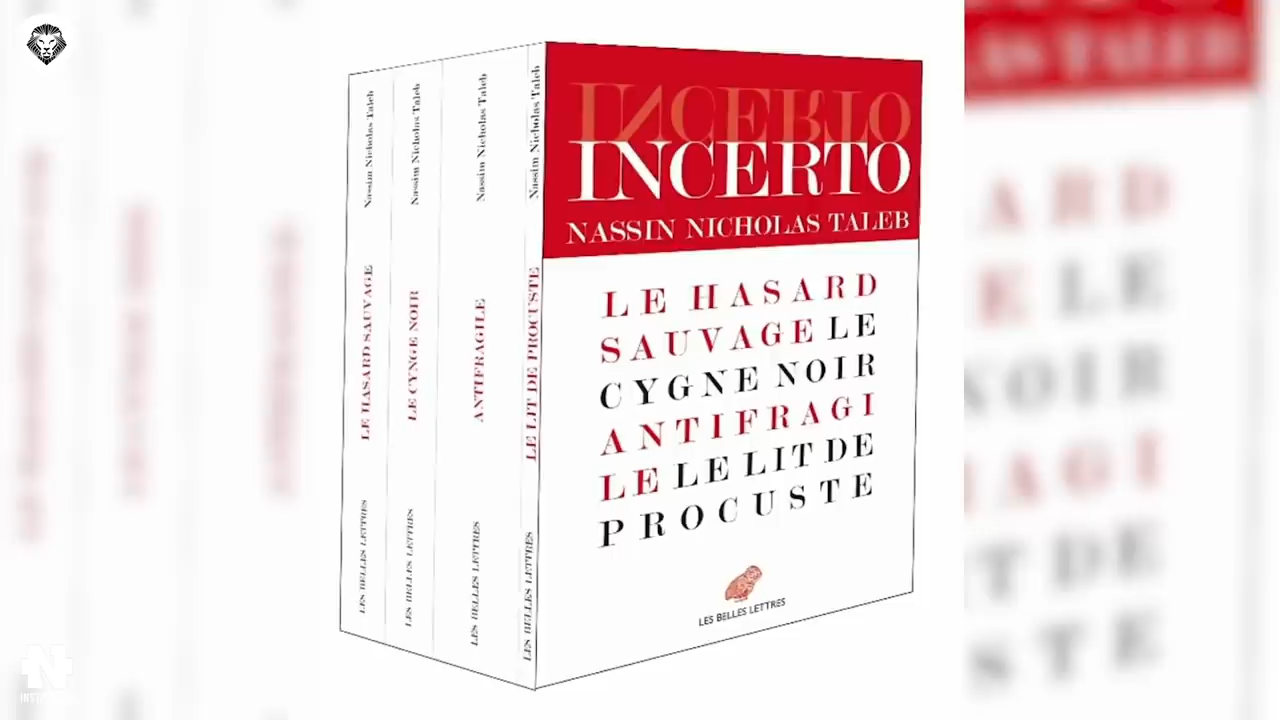 Nassim Nicholas Taleb
LE HASARD SAUVAGE
LES BELLES LETTRES
Nassim Nicholas Taleb
LE CYNGE NOIR
LES BELLES LETTRES
Nassim Nicholas Taleb
ANTIFRAGILE
LES BELLES LETTRES
Nassim Nicholas Taleb
LE LIT DE PROCUSTE
LES BELLES LETTRES
INCERTO
INCERTO
NASSIN NICHOLAS TALEB
LE HASARD
SAUVAGE LE
CYGNE NOIR
ANTIFRAGI
LE LE LIT DE
PROCUSTE
LES BELLES LETTRES